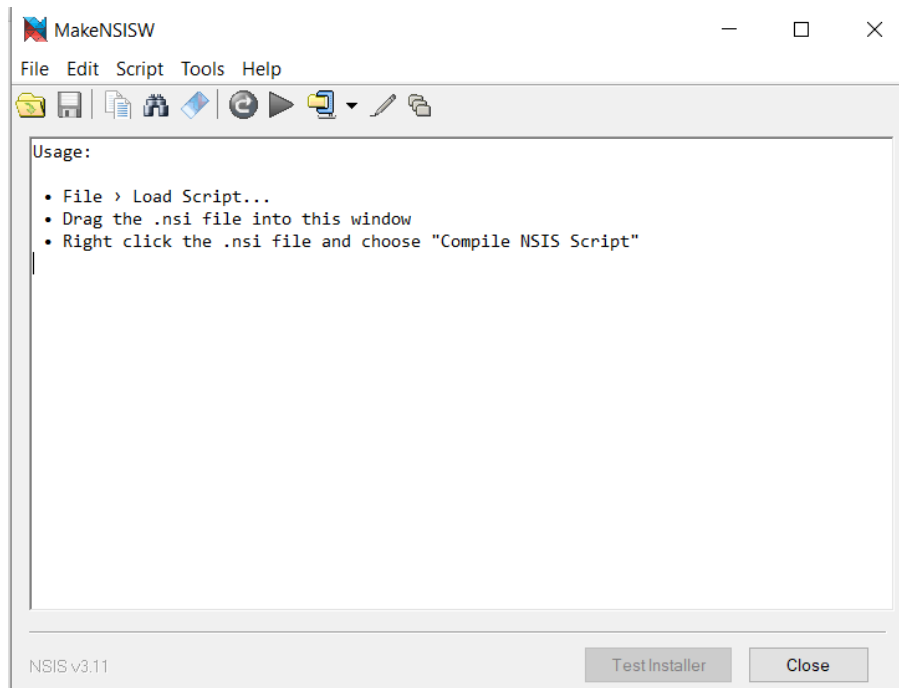 MakeNSISW
File Edit Script Tools Help
Usage:
• File › Load Script...
• Drag the .nsi file into this window
• Right click the .nsi file and choose "Compile NSIS Script"
NSIS v3.11
Test Installer
Close